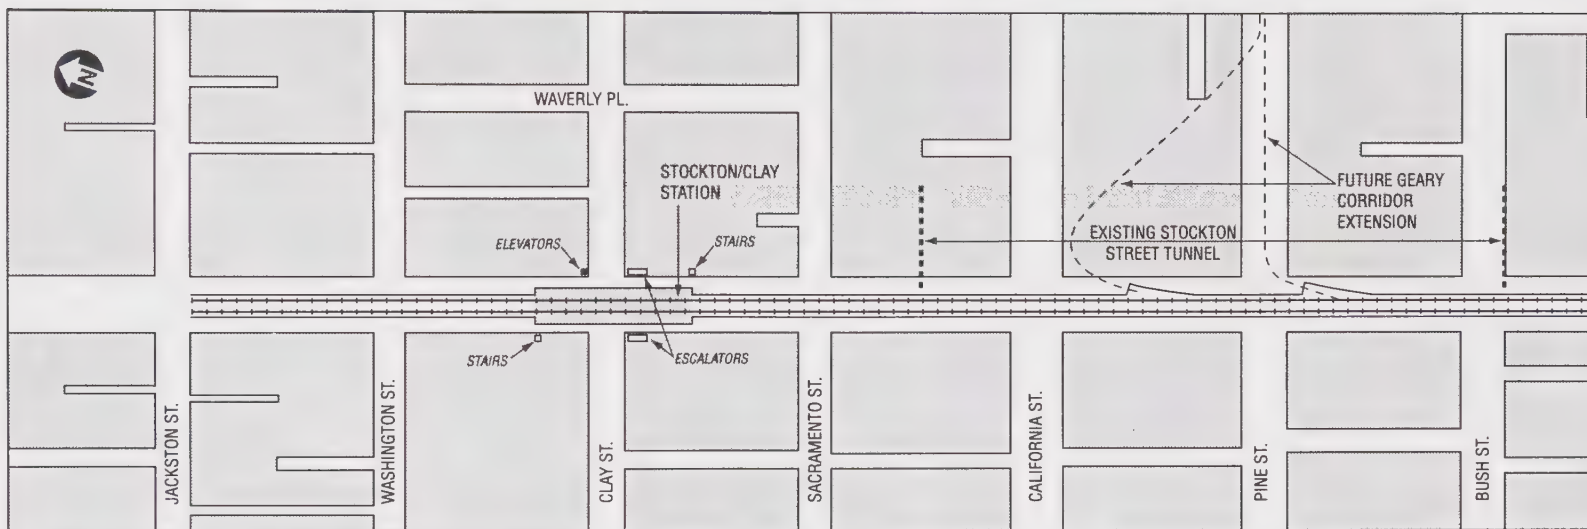 N
WAVERLY PL.
STOCKTON/CLAY
STATION
ELEVATORS
STAIRS
FUTURE GEARY
CORRIDOR
EXTENSION
EXISTING STOCKTON
STREET TUNNEL
STAIRS
ESCALATORS
JACKSTON ST.
WASHINGTON ST.
CLAY ST.
SACRAMENTO ST.
CALIFORNIA ST.
PINE ST.
BUSH ST.